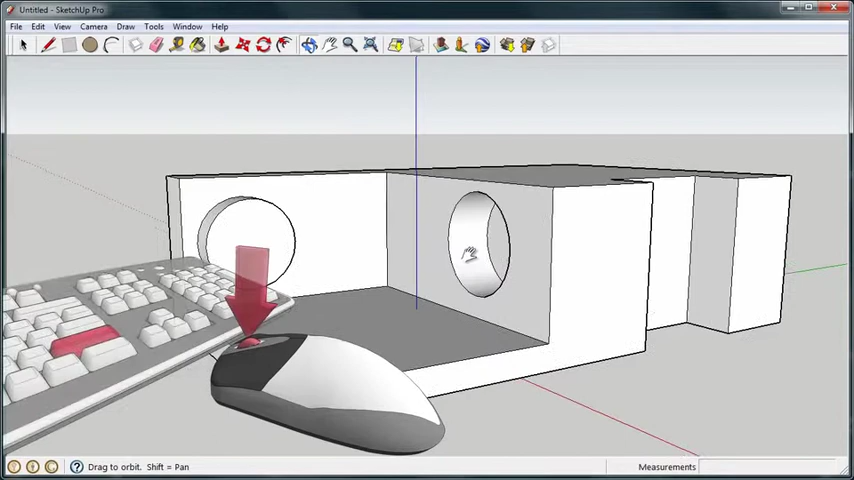 Untitled - SketchUp Pro
File Edit View Camera Draw Tools Window Help
Drag to orbit. Shift = Pan
Measurements